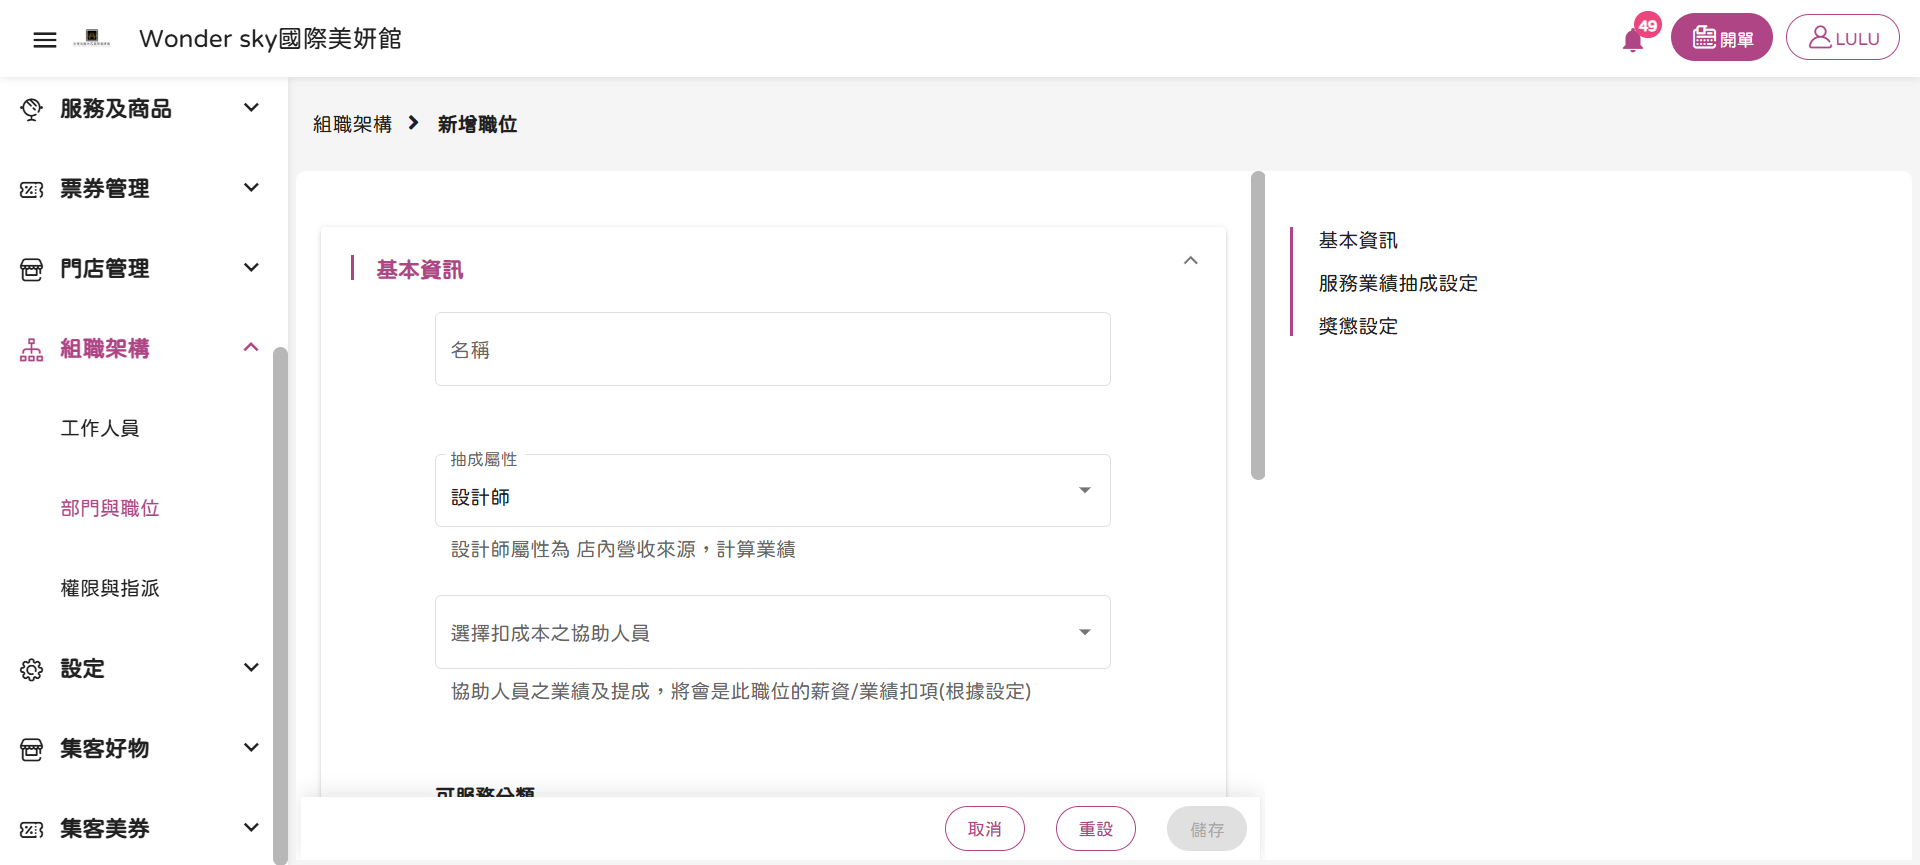 Wonder sky國際美妍館
49
開單
LULU
服務及商品
票券管理
門店管理
組職架構
工作人員
部門與職位
權限與指派
設定
集客好物
集客美券
組職架構
新增職位
基本資訊
名稱
抽成屬性
設計師
設計師屬性為 店內營收來源，計算業績
選擇扣成本之協助人員
協助人員之業績及提成，將會是此職位的薪資/業績扣項(根據設定)
可服務分類
取消
重設
儲存
基本資訊
服務業績抽成設定
獎懲設定